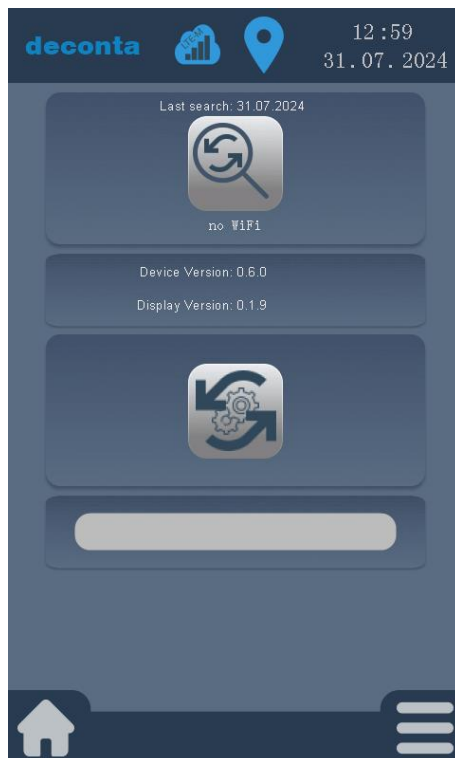 deconta
LTE-M
12:59
31.07.2024
Last search: 31.07.2024
no WiFi
Device Version: 0.6.0
Display Version: 0.1.9